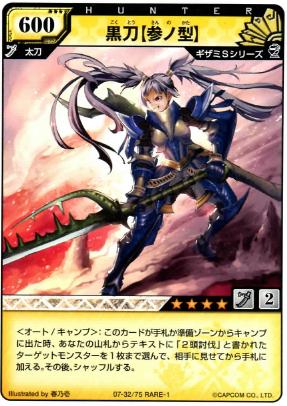 HUNTER
600
こくとう さんのかた
黒刀【参ノ型】
太刀
ギザミSシリーズ
2
<オート/キャンプ>：このカードが手札か準備ゾーンからキャンプ
に出た時、あなたの山札からテキストに「2頭討伐」と書かれた
ターゲットモンスターを1枚まで選んで、相手に見せてから手札
に加える。その後、シャッフルする。
Illustrated by 春乃壱
07-32/75 RARE-1
©CAPCOM CO., LTD.